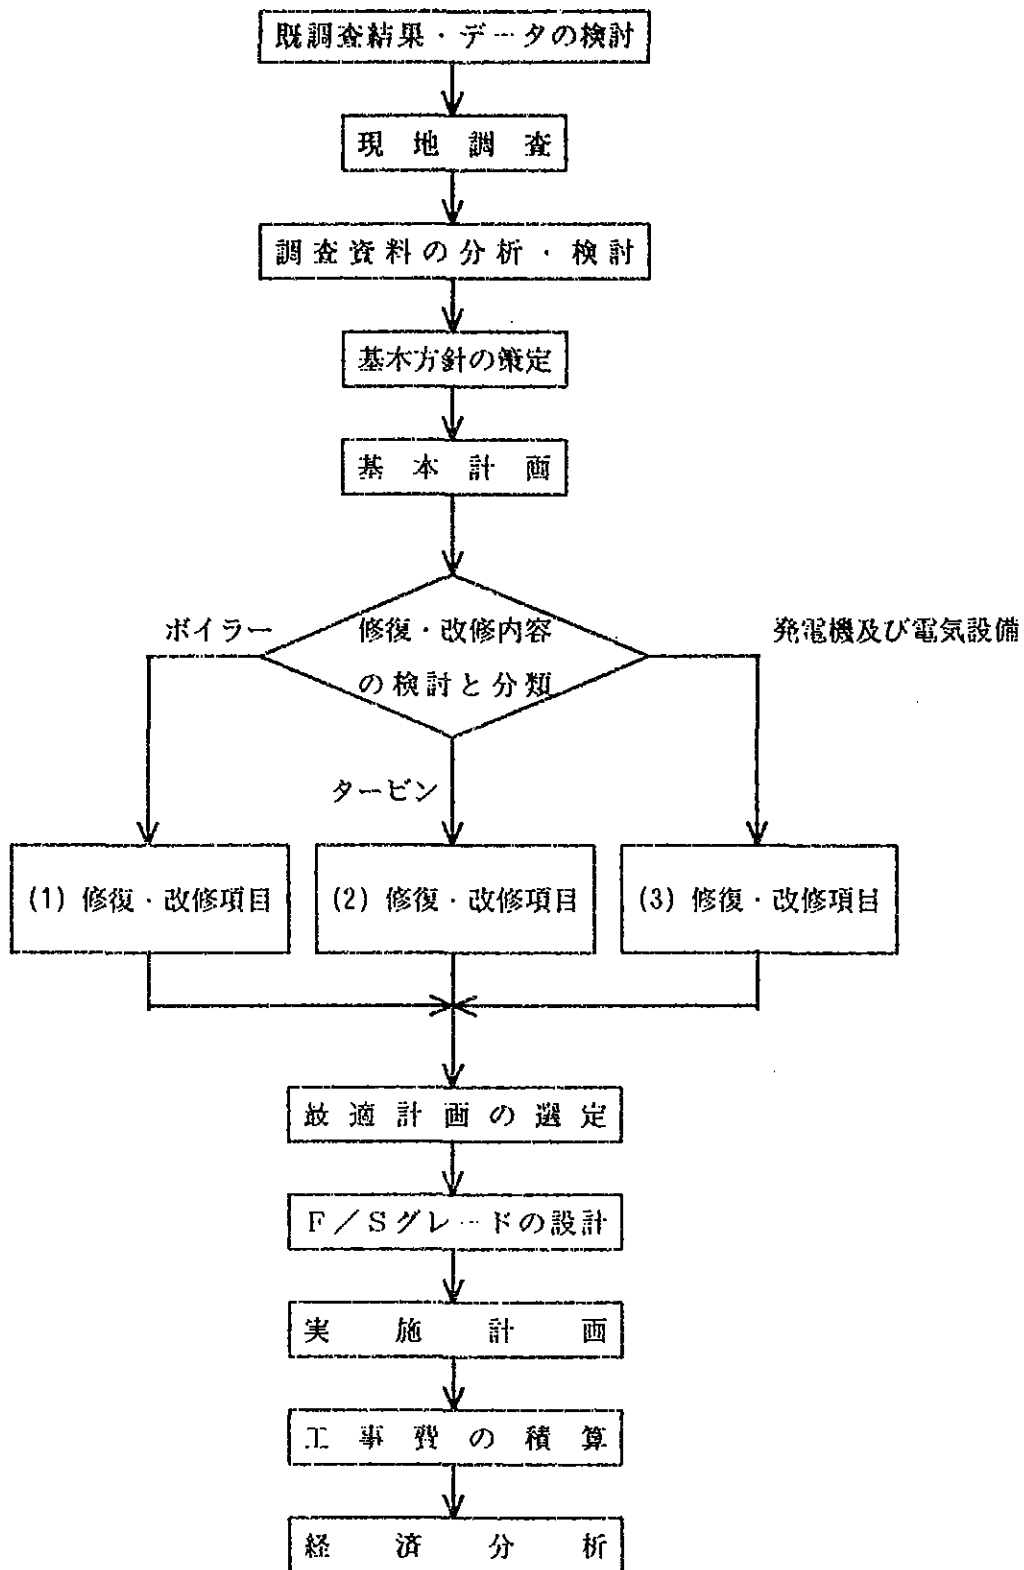 既調査結果・データの検討
現地調査
調査資料の分析・検討
基本方針の策定
基本計画
修復・改修内容
の検討と分類
ボイラー
タービン
発電機及び電気設備
(1) 修復・改修項目
(2) 修復・改修項目
(3) 修復・改修項目
最適計画の選定
F/Sグレードの設計
実施計画
工事費の積算
経済分析